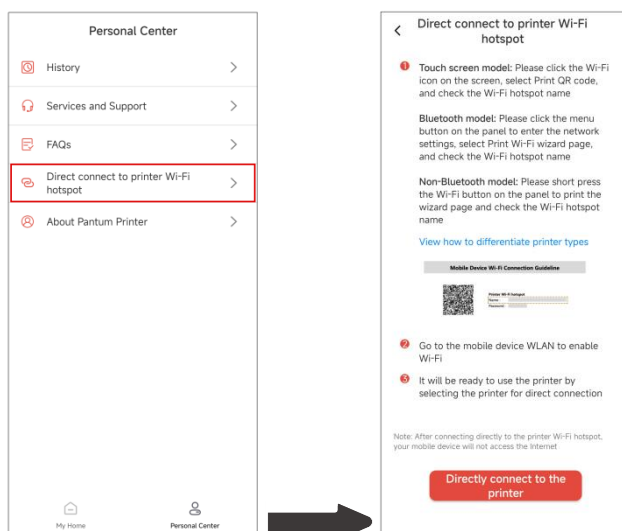 Personal Center
History
Services and Support
FAQs
Direct connect to printer Wi-Fi
hotspot
About Pantum Printer
My Home
Personal Center
Direct connect to printer Wi-Fi
hotspot
1 Touch screen model: Please click the Wi-Fi
icon on the screen, select Print QR code,
and check the Wi-Fi hotspot name
Bluetooth model: Please click the menu
button on the panel to enter the network
settings, select Print Wi-Fi wizard page,
and check the Wi-Fi hotspot name
Non-Bluetooth model: Please short press
the Wi-Fi button on the panel to print the
wizard page and check the Wi-Fi hotspot
name
View how to differentiate printer types
Mobile Device Wi-Fi Connection Guideline
Printer Wi-Fi hotspot
Name
Password
2 Go to the mobile device WLAN to enable
Wi-Fi
3 It will be ready to use the printer by
selecting the printer for direct connection
Note: After connecting directly to the printer Wi-Fi hotspot,
your mobile device will not access the Internet
Directly connect to the
printer